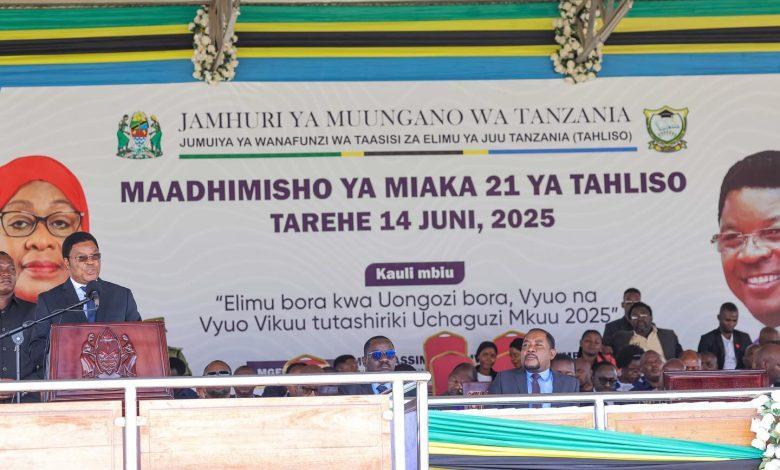 JAMHURI YA MUUNGANO WA TANZANIA
JUMUIYA YA WANAFUNZI WA TAASISI ZA ELIMU YA JUU TANZANIA (TAHLISO)
MAADHIMISHO YA MIAKA 21 YA TAHLISO
TAREHE 14 JUNI, 2025
Kauli mbiu
“Elimu bora kwa Uongozi bora, Vyuo na
Vyuo Vikuu tutashiriki Uchaguzi Mkuu 2025”